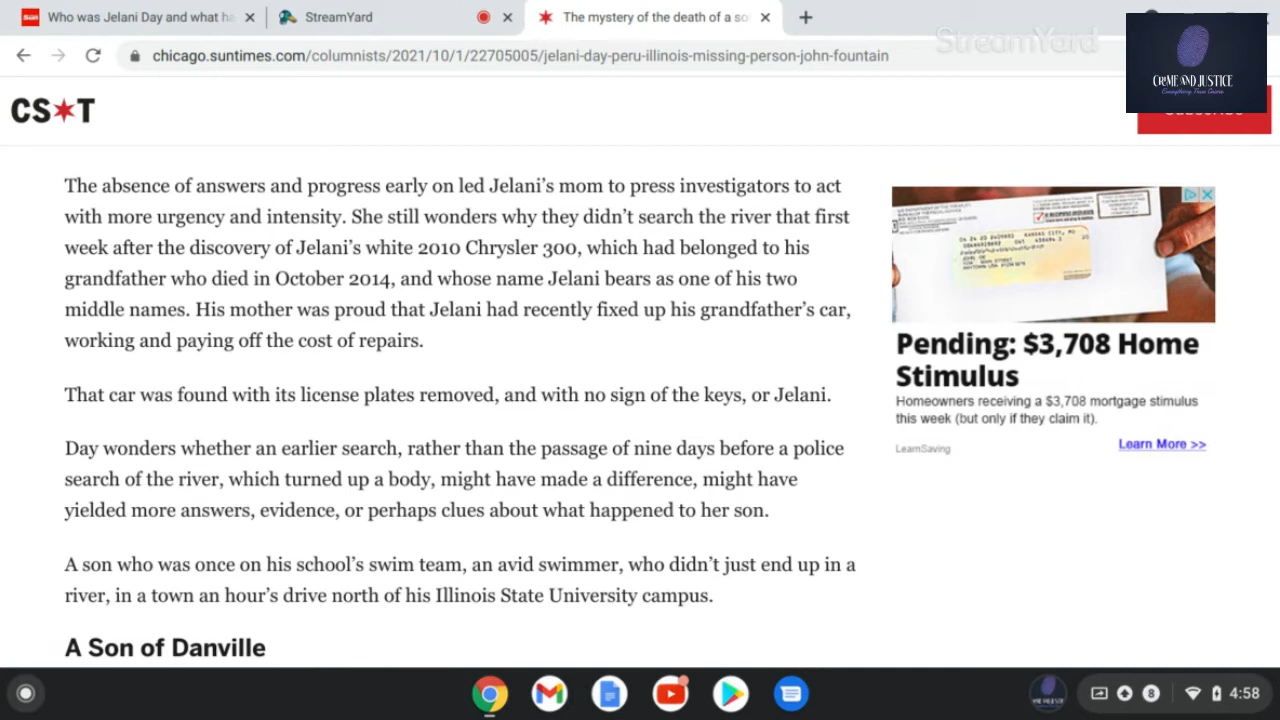 Who was Jelani Day and what ha
StreamYard
The mystery of the death of a so
StreamYard
chicago.suntimes.com/columnists/2021/10/1/22705005/jelani-day-peru-illinois-missing-person-john-fountain
CRIME AND JUSTICE
Everything True Crime
CS T
The absence of answers and progress early on led Jelani's mom to press investigators to act
with more urgency and intensity. She still wonders why they didn't search the river that first
week after the discovery of Jelani's white 2010 Chrysler 300, which had belonged to his
grandfather who died in October 2014, and whose name Jelani bears as one of his two
middle names. His mother was proud that Jelani had recently fixed up his grandfather's car,
working and paying off the cost of repairs.
That car was found with its license plates removed, and with no sign of the keys, or Jelani.
Day wonders whether an earlier search, rather than the passage of nine days before a police
search of the river, which turned up a body, might have made a difference, might have
yielded more answers, evidence, or perhaps clues about what happened to her son.
A son who was once on his school's swim team, an avid swimmer, who didn't just end up in a
river, in a town an hour's drive north of his Illinois State University campus.
A Son of Danville
Pending: $3,708 Home
Stimulus
Homeowners receiving a $3,708 mortgage stimulus
this week (but only if they claim it).
LearnSaving
Learn More >>
8
4:58